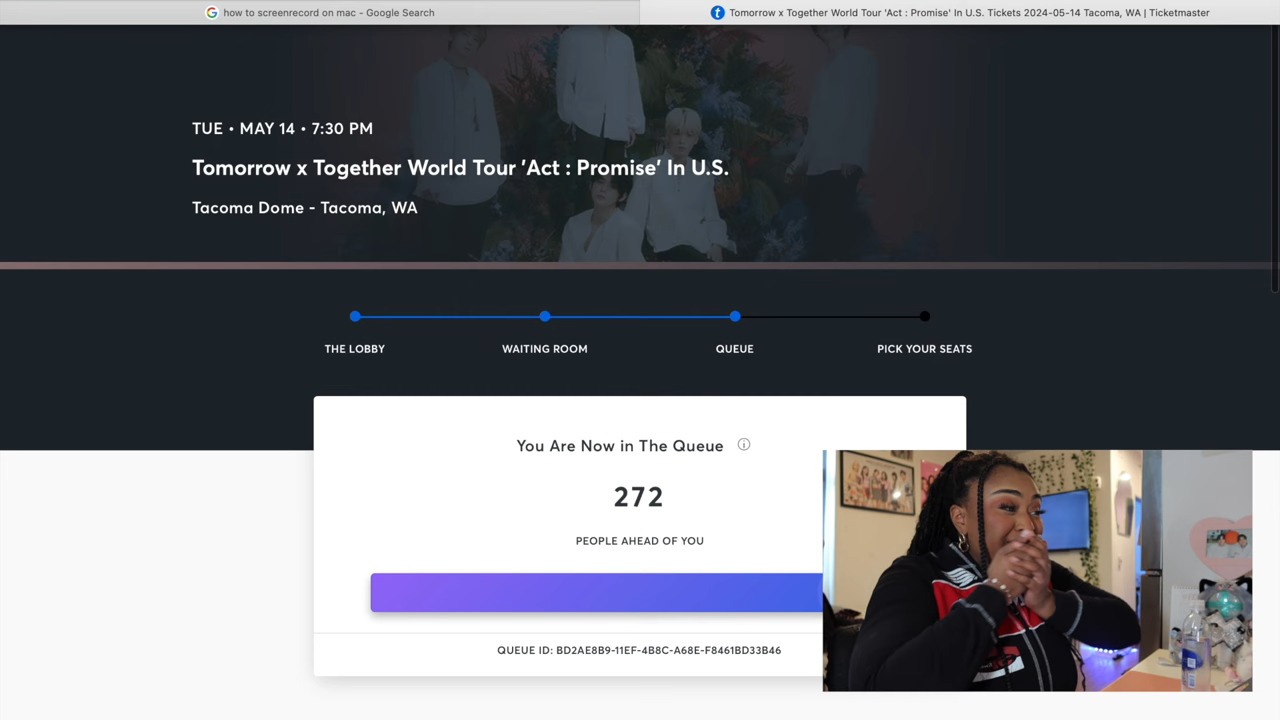 how to screenrecord on mac - Google Search
Tomorrow x Together World Tour 'Act : Promise' In U.S. Tickets 2024-05-14 Tacoma, WA | Ticketmaster
TUE • MAY 14 • 7:30 PM
Tomorrow x Together World Tour 'Act : Promise' In U.S.
Tacoma Dome - Tacoma, WA
THE LOBBY
WAITING ROOM
QUEUE
PICK YOUR SEATS
You Are Now in The Queue
272
PEOPLE AHEAD OF YOU
QUEUE ID: BD2AE8B9-11EF-4B8C-A68E-F8461BD33B46